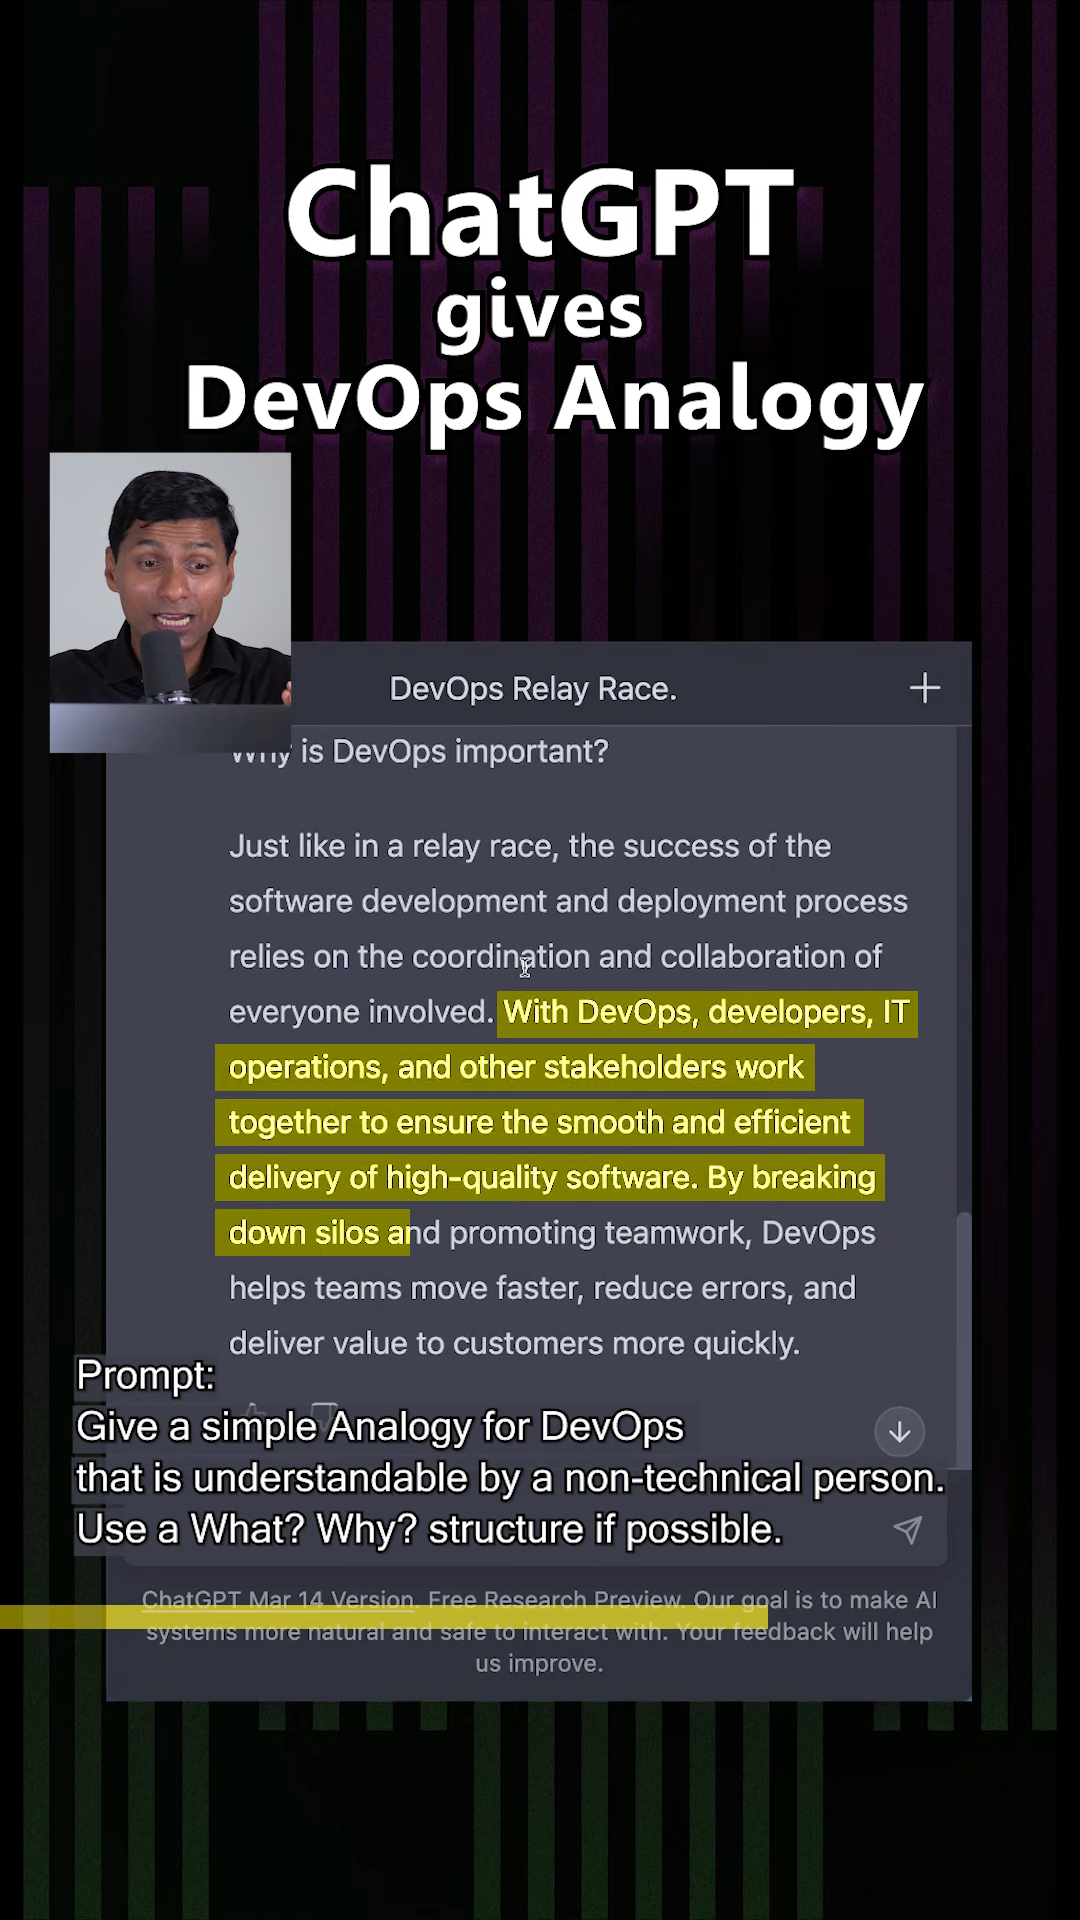 ChatGPT
gives
DevOps Analogy
DevOps Relay Race.
Why is DevOps important?
Just like in a relay race, the success of the
software development and deployment process
relies on the coordination and collaboration of
everyone involved. With DevOps, developers, IT
operations, and other stakeholders work
together to ensure the smooth and efficient
delivery of high-quality software. By breaking
down silos and promoting teamwork, DevOps
helps teams move faster, reduce errors, and
deliver value to customers more quickly.
Prompt:
Give a simple Analogy for DevOps
that is understandable by a non-technical person.
Use a What? Why? structure if possible.
ChatGPT Mar 14 Version. Free Research Preview. Our goal is to make AI
systems more natural and safe to interact with. Your feedback will help
us improve.